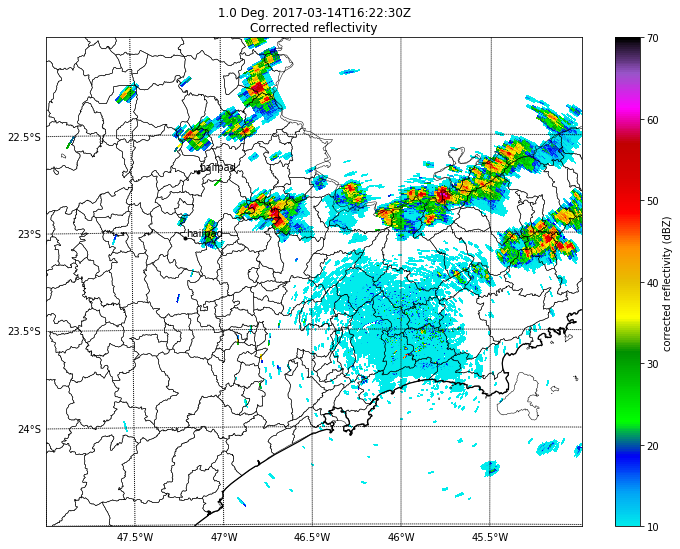 1.0 Deg. 2017-03-14T16:22:30Z
Corrected reflectivity
22.5°S
23°S
23.5°S
24°S
47.5°W
47°W
46.5°W
46°W
45.5°W
hailpad
hailpad
70
60
50
40
30
20
10
corrected reflectivity (dBZ)